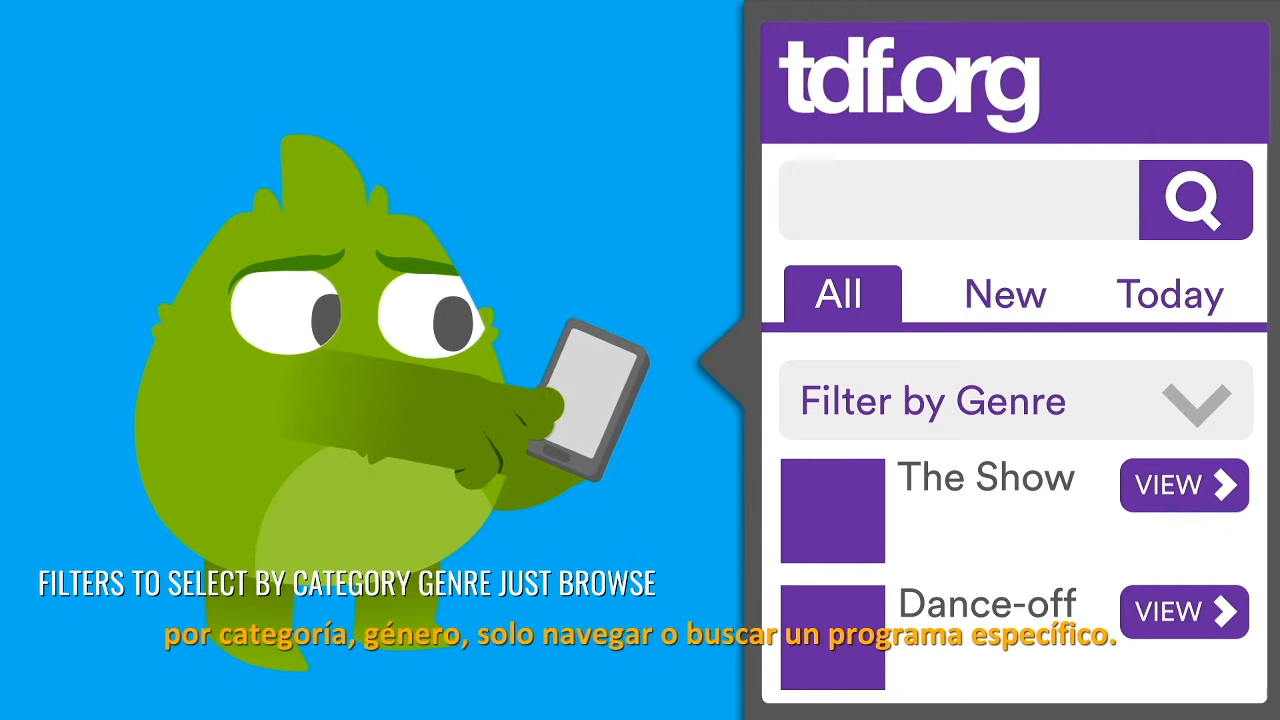 tdf.org
All New Today
Filter by Genre
The Show VIEW
Dance-off VIEW
FILTERS TO SELECT BY CATEGORY GENRE JUST BROWSE
por categoría, género, solo navegar o buscar un programa específico.